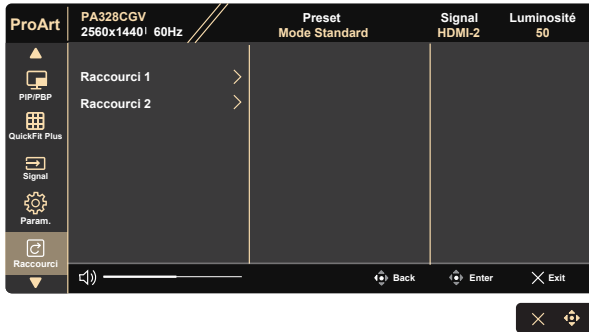 ProArt
PA328CGV
2560x1440 60Hz
Preset
Mode Standard
Signal
HDMI-2
Luminosité
50
PIP/PBP
QuickFit Plus
Signal
Param.
Raccourci
Raccourci 1
Raccourci 2
Back
Enter
Exit